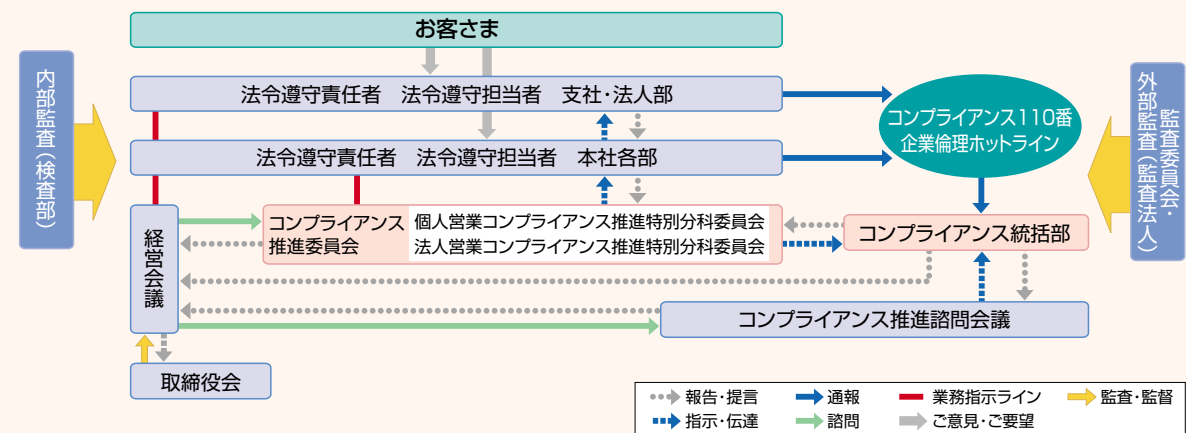 お客さま
内部監査(検査部)
法令遵守責任者 法令遵守担当者 支社・法人部
コンプライアンス110番
企業倫理ホットライン
監査委員会・
外部監査(監査法人)
法令遵守責任者 法令遵守担当者 本社各部
経営会議
コンプライアンス
推進委員会
個人営業コンプライアンス推進特別分科委員会
法人営業コンプライアンス推進特別分科委員会
コンプライアンス統括部
コンプライアンス推進諮問会議
取締役会
報告・提言 通報 業務指示ライン 監査・監督
指示・伝達 諮問 ご意見・ご要望